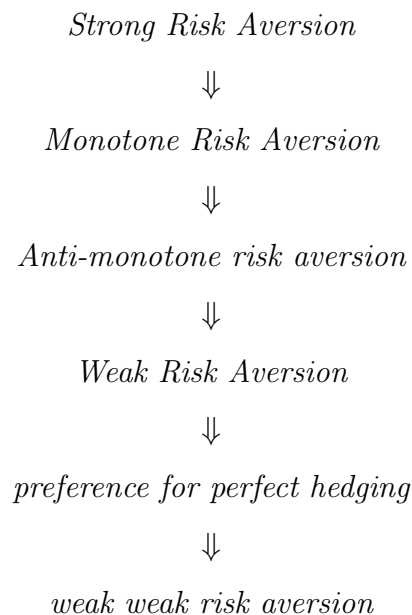 Strong Risk Aversion
⇓
Monotone Risk Aversion
⇓
Anti-monotone risk aversion
⇓
Weak Risk Aversion
⇓
preference for perfect hedging
⇓
weak weak risk aversion